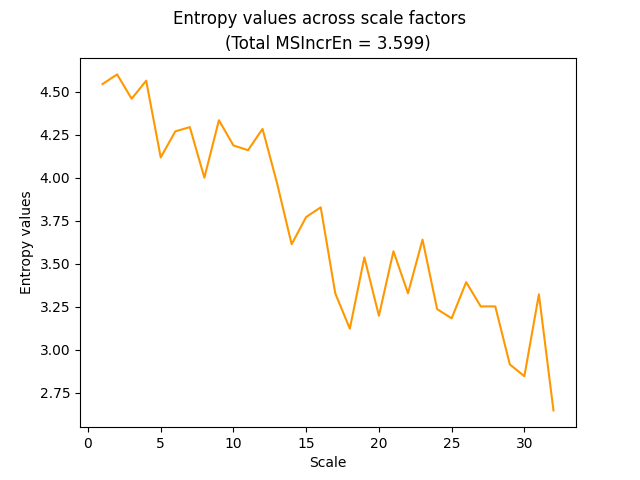 Entropy values across scale factors
(Total MSIncrEn = 3.599)
Entropy values
4.50
4.25
4.00
3.75
3.50
3.25
3.00
2.75
0 5 10 15 20 25 30
Scale